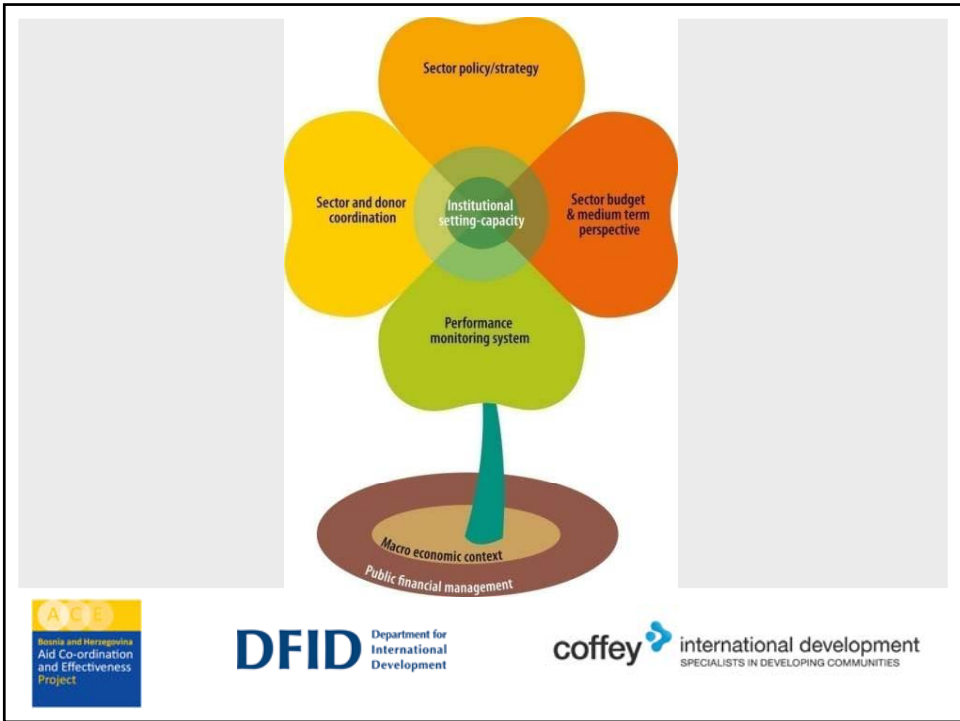 Sector policy/strategy
Sector and donor
coordination
Institutional
setting-capacity
Sector budget
& medium term
perspective
Performance
monitoring system
Macro economic context
Public financial management
ACE
Bosnia and Herzegovina
Aid Co-ordination
and Effectiveness
Project
DFID
Department for
International
Development
coffey international development
SPECIALISTS IN DEVELOPING COMMUNITIES